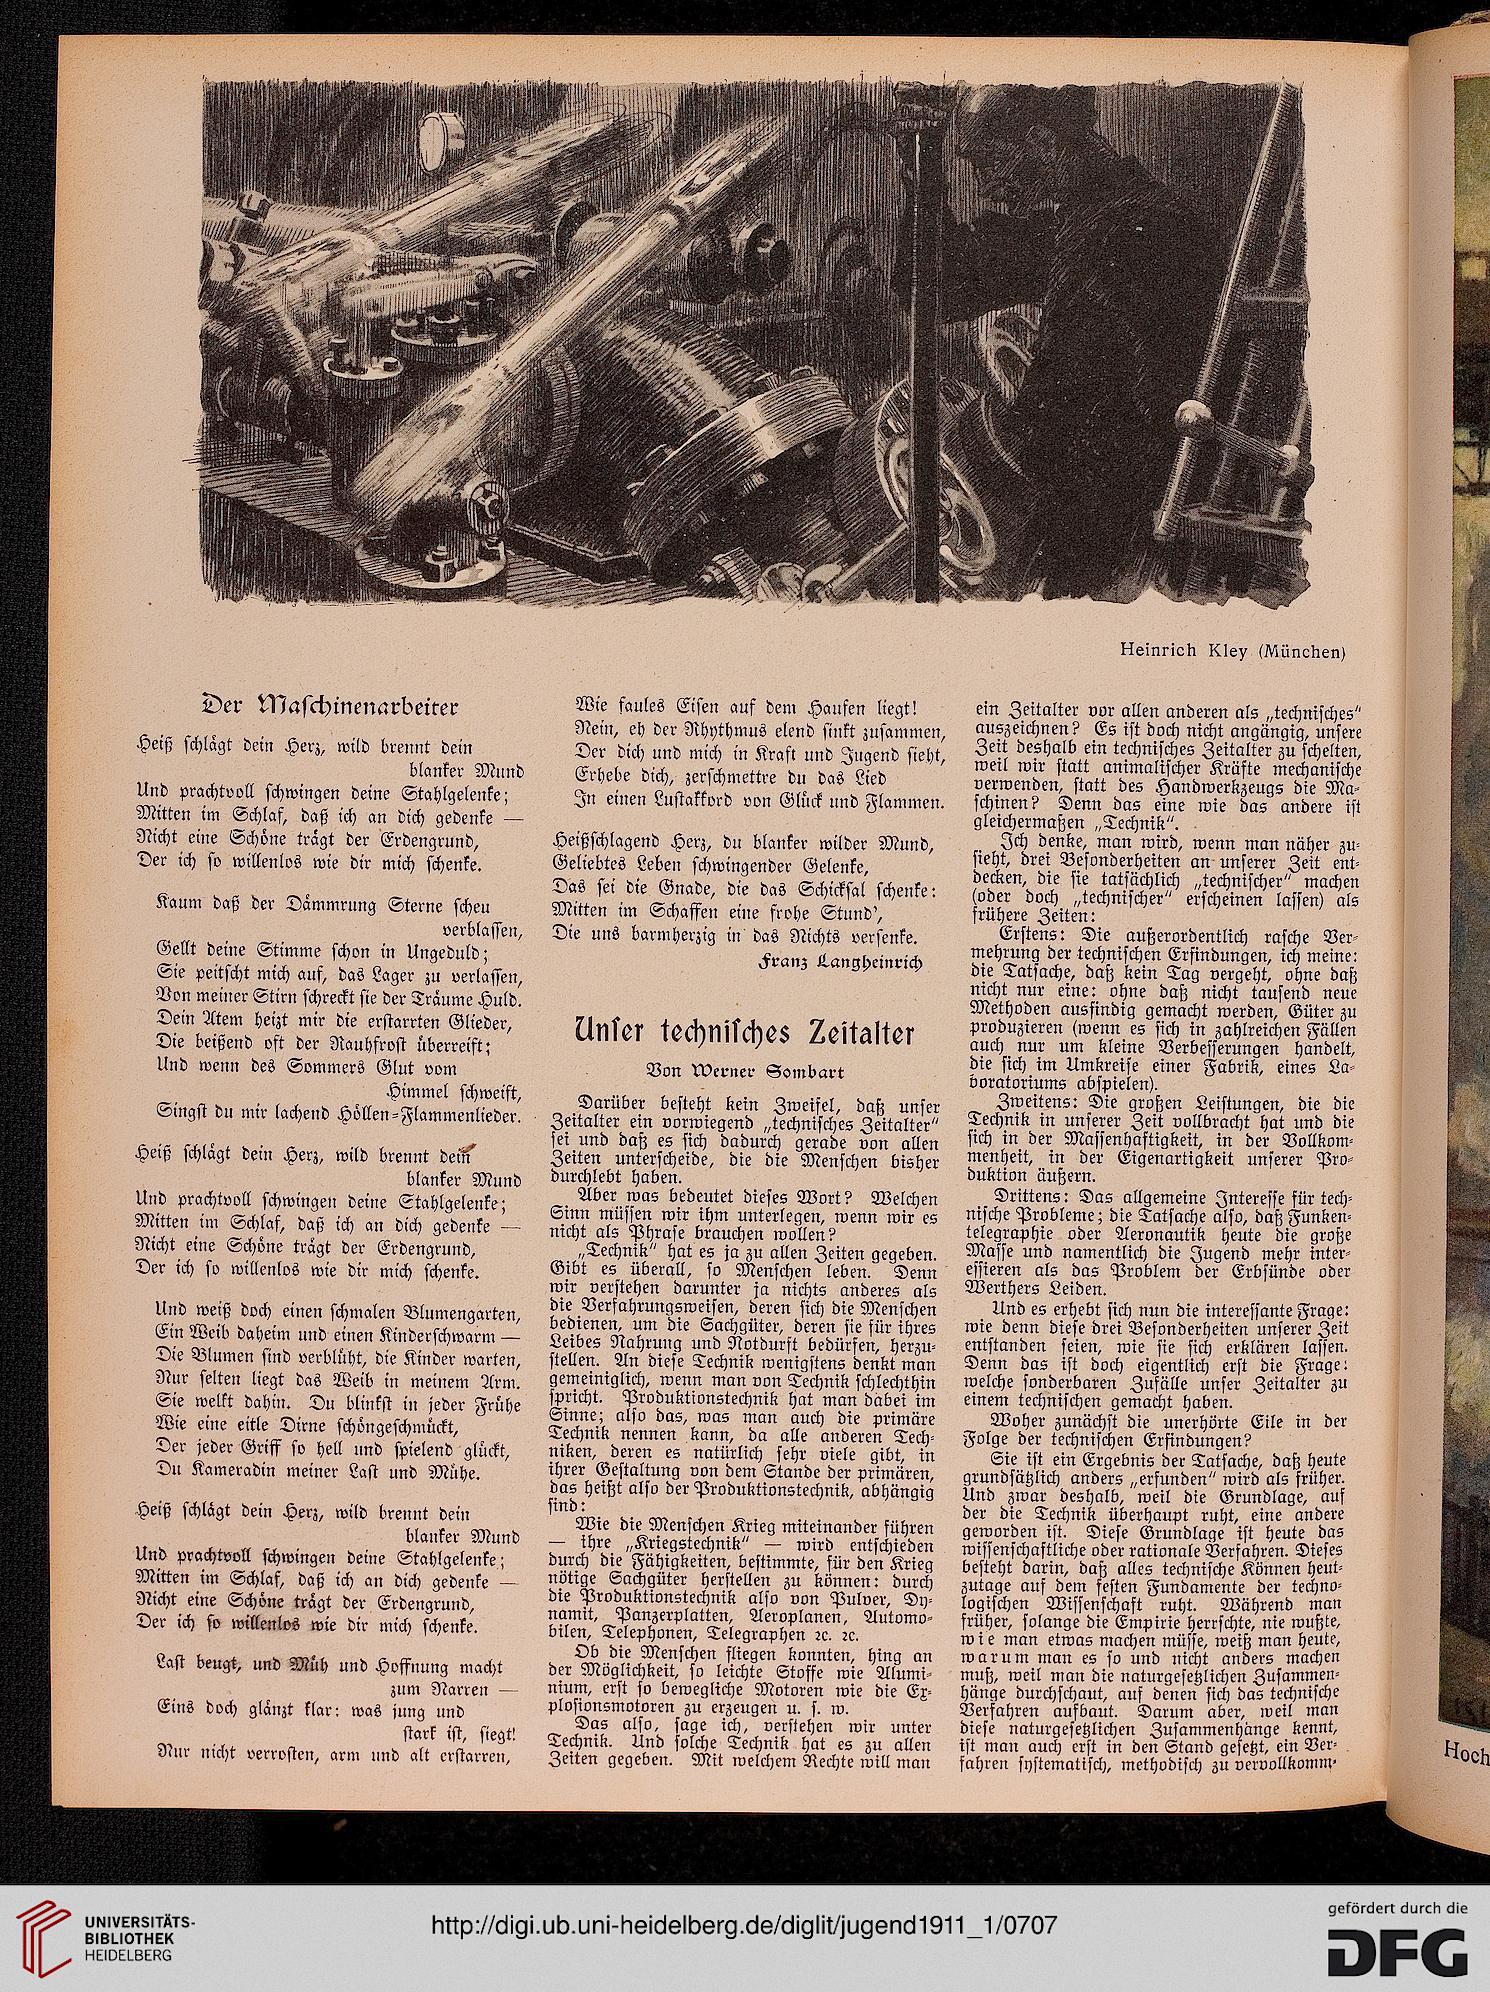 Heinrich Kley (München)
Der Maschinenarbeiter
Heiß schlägt dein Herz, wild brennt dein
blanker Mund
Und prachtvoll schwingen deine Stahlgelenke;
Mitten im Schlaf, daß ich an dich gedenke —
Nicht eine Schöne trägt der Erdengrund,
Der ich so willenlos wie dir mich schenke.
Kaum daß der Dämmrung Sterne scheu
verblassen,
Gellt deine Stimme schon in Ungeduld;
Sie peitscht mich auf, das Lager zu verlassen,
Von meiner Stirn schreckt sie der Träume Huld.
Dein Atem heizt mir die erstarrten Glieder,
Die beißend oft der Rauhfrost überreift;
Und wenn des Sommers Glut vom
Himmel schweift,
Singst du mir lachend Höllen-Flammenlieder.
Heiß schlägt dein Herz, wild brennt dein
blanker Mund
Und prachtvoll schwingen deine Stahlgelenke;
Mitten im Schlaf, daß ich an dich gedenke —
Nicht eine Schöne trägt der Erdengrund,
Der ich so willenlos wie dir mich schenke.
Und weiß doch einen schmalen Blumengarten,
Ein Weib daheim und einen Kinderschwarm —
Die Blumen sind verblüht, die Kinder warten,
Nur selten liegt das Weib in meinem Arm.
Sie welkt dahin. Du blinkst in jeder Frühe
Wie eine eitle Dirne schöngeschmückt,
Der jeder Griff so hell und spielend glückt,
Du Kameradin meiner Last und Mühe.
Heiß schlägt dein Herz, wild brennt dein
blanker Mund
Und prachtvoll schwingen deine Stahlgelenke;
Mitten im Schlaf, daß ich an dich gedenke —
Nicht eine Schöne trägt der Erdengrund,
Der ich so willenlos wie dir mich schenke.
Last beugt, und Müh und Hoffnung macht
zum Narren —
Eins doch glänzt klar: was jung und
stark ist, siegt!
Nur nicht verrosten, arm und alt erstarren,
Wie faules Eisen auf dem Haufen liegt!
Nein, eh der Rhythmus elend sinkt zusammen,
Der dich und mich in Kraft und Jugend sieht,
Erhebe dich, zerschmettre du das Lied
In einen Lustakkord von Glück und Flammen.
Heißschlagend Herz, du blanker wilder Mund,
Geliebtes Leben schwingender Gelenke,
Das sei die Gnade, die das Schicksal schenke:
Mitten im Schaffen eine frohe Stund',
Die uns barmherzig in das Nichts versenke.
Franz Langheinrich
Unser technisches Zeitalter
Von Werner Sombart
Darüber besteht kein Zweifel, daß unser
Zeitalter ein vorwiegend „technisches Zeitalter“
sei und daß es sich dadurch gerade von allen
Zeiten unterscheide, die die Menschen bisher
durchlebt haben.
Aber was bedeutet dieses Wort? Welchen
Sinn müssen wir ihm unterlegen, wenn wir es
nicht als Phrase brauchen wollen?
„Technik“ hat es ja zu allen Zeiten gegeben.
Gibt es überall, so Menschen leben. Denn
wir verstehen darunter ja nichts anderes als
die Verfahrungsweisen, deren sich die Menschen
bedienen, um die Sachgüter, deren sie für ihres
Leibes Nahrung und Notdurft bedürfen, herzu-
stellen. An diese Technik wenigstens denkt man
gemeiniglich, wenn man von Technik schlechthin
spricht. Produktionstechnik hat man dabei im
Sinne; also das, was man auch die primäre
Technik nennen kann, da alle anderen Tech-
niken, deren es natürlich sehr viele gibt, in
ihrer Gestaltung von dem Stande der primären,
das heißt also der Produktionstechnik, abhängig
sind:
Wie die Menschen Krieg miteinander führen
— ihre „Kriegstechnik“ — wird entschieden
durch die Fähigkeiten, bestimmte, für den Krieg
nötige Sachgüter herstellen zu können: durch
die Produktionstechnik also von Pulver, Dy-
namit, Panzerplatten, Aeroplanen, Automo-
bilen, Telephonen, Telegraphen ꝛc. ꝛc.
Ob die Menschen fliegen konnten, hing an
der Möglichkeit, so leichte Stoffe wie Alumi-
nium, erst so bewegliche Motoren wie die Ex-
plosionsmotoren zu erzeugen u. s. w.
Das also, sage ich, verstehen wir unter
Technik. Und solche Technik hat es zu allen
Zeiten gegeben. Mit welchem Rechte will man
ein Zeitalter vor allen anderen als „technisches“
auszeichnen? Es ist doch nicht angängig, unsere
Zeit deshalb ein technisches Zeitalter zu schelten,
weil wir statt animalischer Kräfte mechanische
verwenden, statt des Handwerkzeugs die Ma-
schinen? Denn das eine wie das andere ist
gleichermaßen „Technik“.
Ich denke, man wird, wenn man näher zu-
sieht, drei Besonderheiten an unserer Zeit ent-
decken, die sie tatsächlich „technischer“ machen
(oder doch „technischer“ erscheinen lassen) als
frühere Zeiten:
Erstens: Die außerordentlich rasche Ver-
mehrung der technischen Erfindungen, ich meine:
die Tatsache, daß kein Tag vergeht, ohne daß
nicht nur eine: ohne daß nicht tausend neue
Methoden ausfindig gemacht werden, Güter zu
produzieren (wenn es sich in zahlreichen Fällen
auch nur um kleine Verbesserungen handelt,
die sich im Umkreise einer Fabrik, eines La-
boratoriums abspielen).
Zweitens: Die großen Leistungen, die die
Technik in unserer Zeit vollbracht hat und die
sich in der Massenhaftigkeit, in der Vollkom-
menheit, in der Eigenartigkeit unserer Pro-
duktion äußern.
Drittens: Das allgemeine Interesse für tech-
nische Probleme; die Tatsache also, daß Funken-
telegraphie oder Aeronautik heute die große
Masse und namentlich die Jugend mehr inter-
essieren als das Problem der Erbsünde oder
Werthers Leiden.
Und es erhebt sich nun die interessante Frage:
wie denn diese drei Besonderheiten unserer Zeit
entstanden seien, wie sie sich erklären lassen.
Denn das ist doch eigentlich erst die Frage:
welche sonderbaren Zufälle unser Zeitalter zu
einem technischen gemacht haben.
Woher zunächst die unerhörte Eile in der
Folge der technischen Erfindungen?
Sie ist ein Ergebnis der Tatsache, daß heute
grundsätzlich anders „erfunden“ wird als früher.
Und zwar deshalb, weil die Grundlage, auf
der die Technik überhaupt ruht, eine andere
geworden ist. Diese Grundlage ist heute das
wissenschaftliche oder rationale Verfahren. Dieses
besteht darin, daß alles technische Können heut-
zutage auf dem festen Fundamente der techno-
logischen Wissenschaft ruht. Während man
früher, solange die Empirie herrschte, nie wußte,
wie man etwas machen müsse, weiß man heute,
warum man es so und nicht anders machen
muß, weil man die naturgesetzlichen Zusammen-
hänge durchschaut, auf denen sich das technische
Verfahren aufbaut. Darum aber, weil man
diese naturgesetzlichen Zusammenhänge kennt,
ist man auch erst in den Stand gesetzt, ein Ver-
fahren systematisch, methodisch zu vervollkomm-
Hoch
UNIVERSITÄTS-
BIBLIOTHEK
HEIDELBERG
http://digi.ub.uni-heidelberg.de/diglit/jugend1911_1/0707
gefördert durch die
DFG